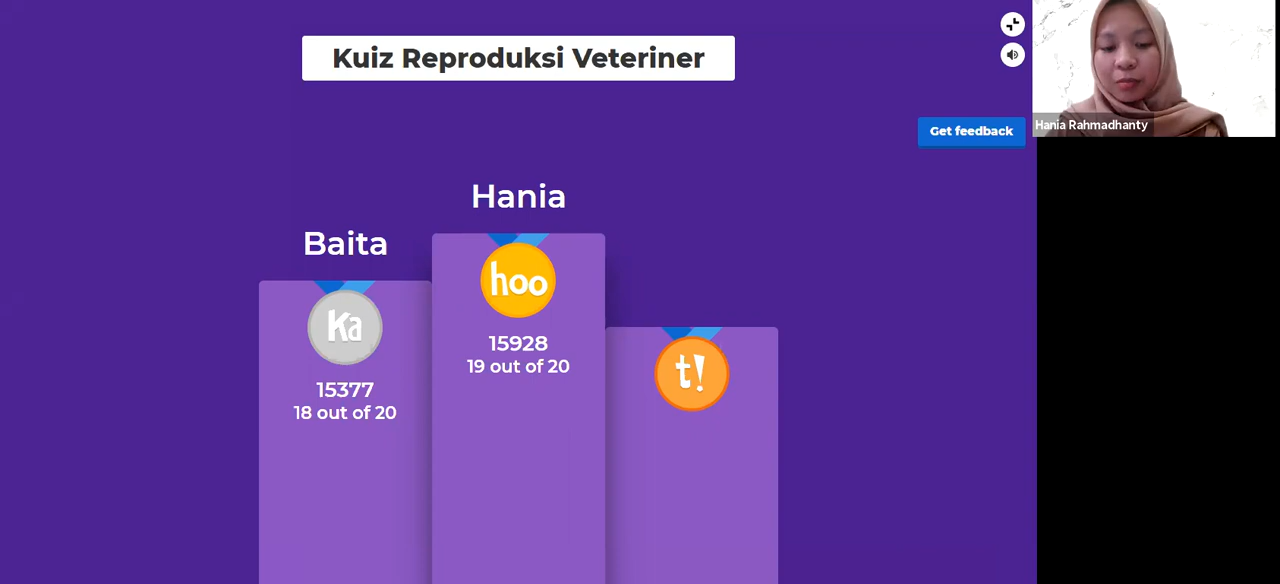 Kuiz Reproduksi Veteriner
Hania Rahmadhanty
Get feedback
Hania
Baita
hoo
Ka
15928
19 out of 20
t!
15377
18 out of 20